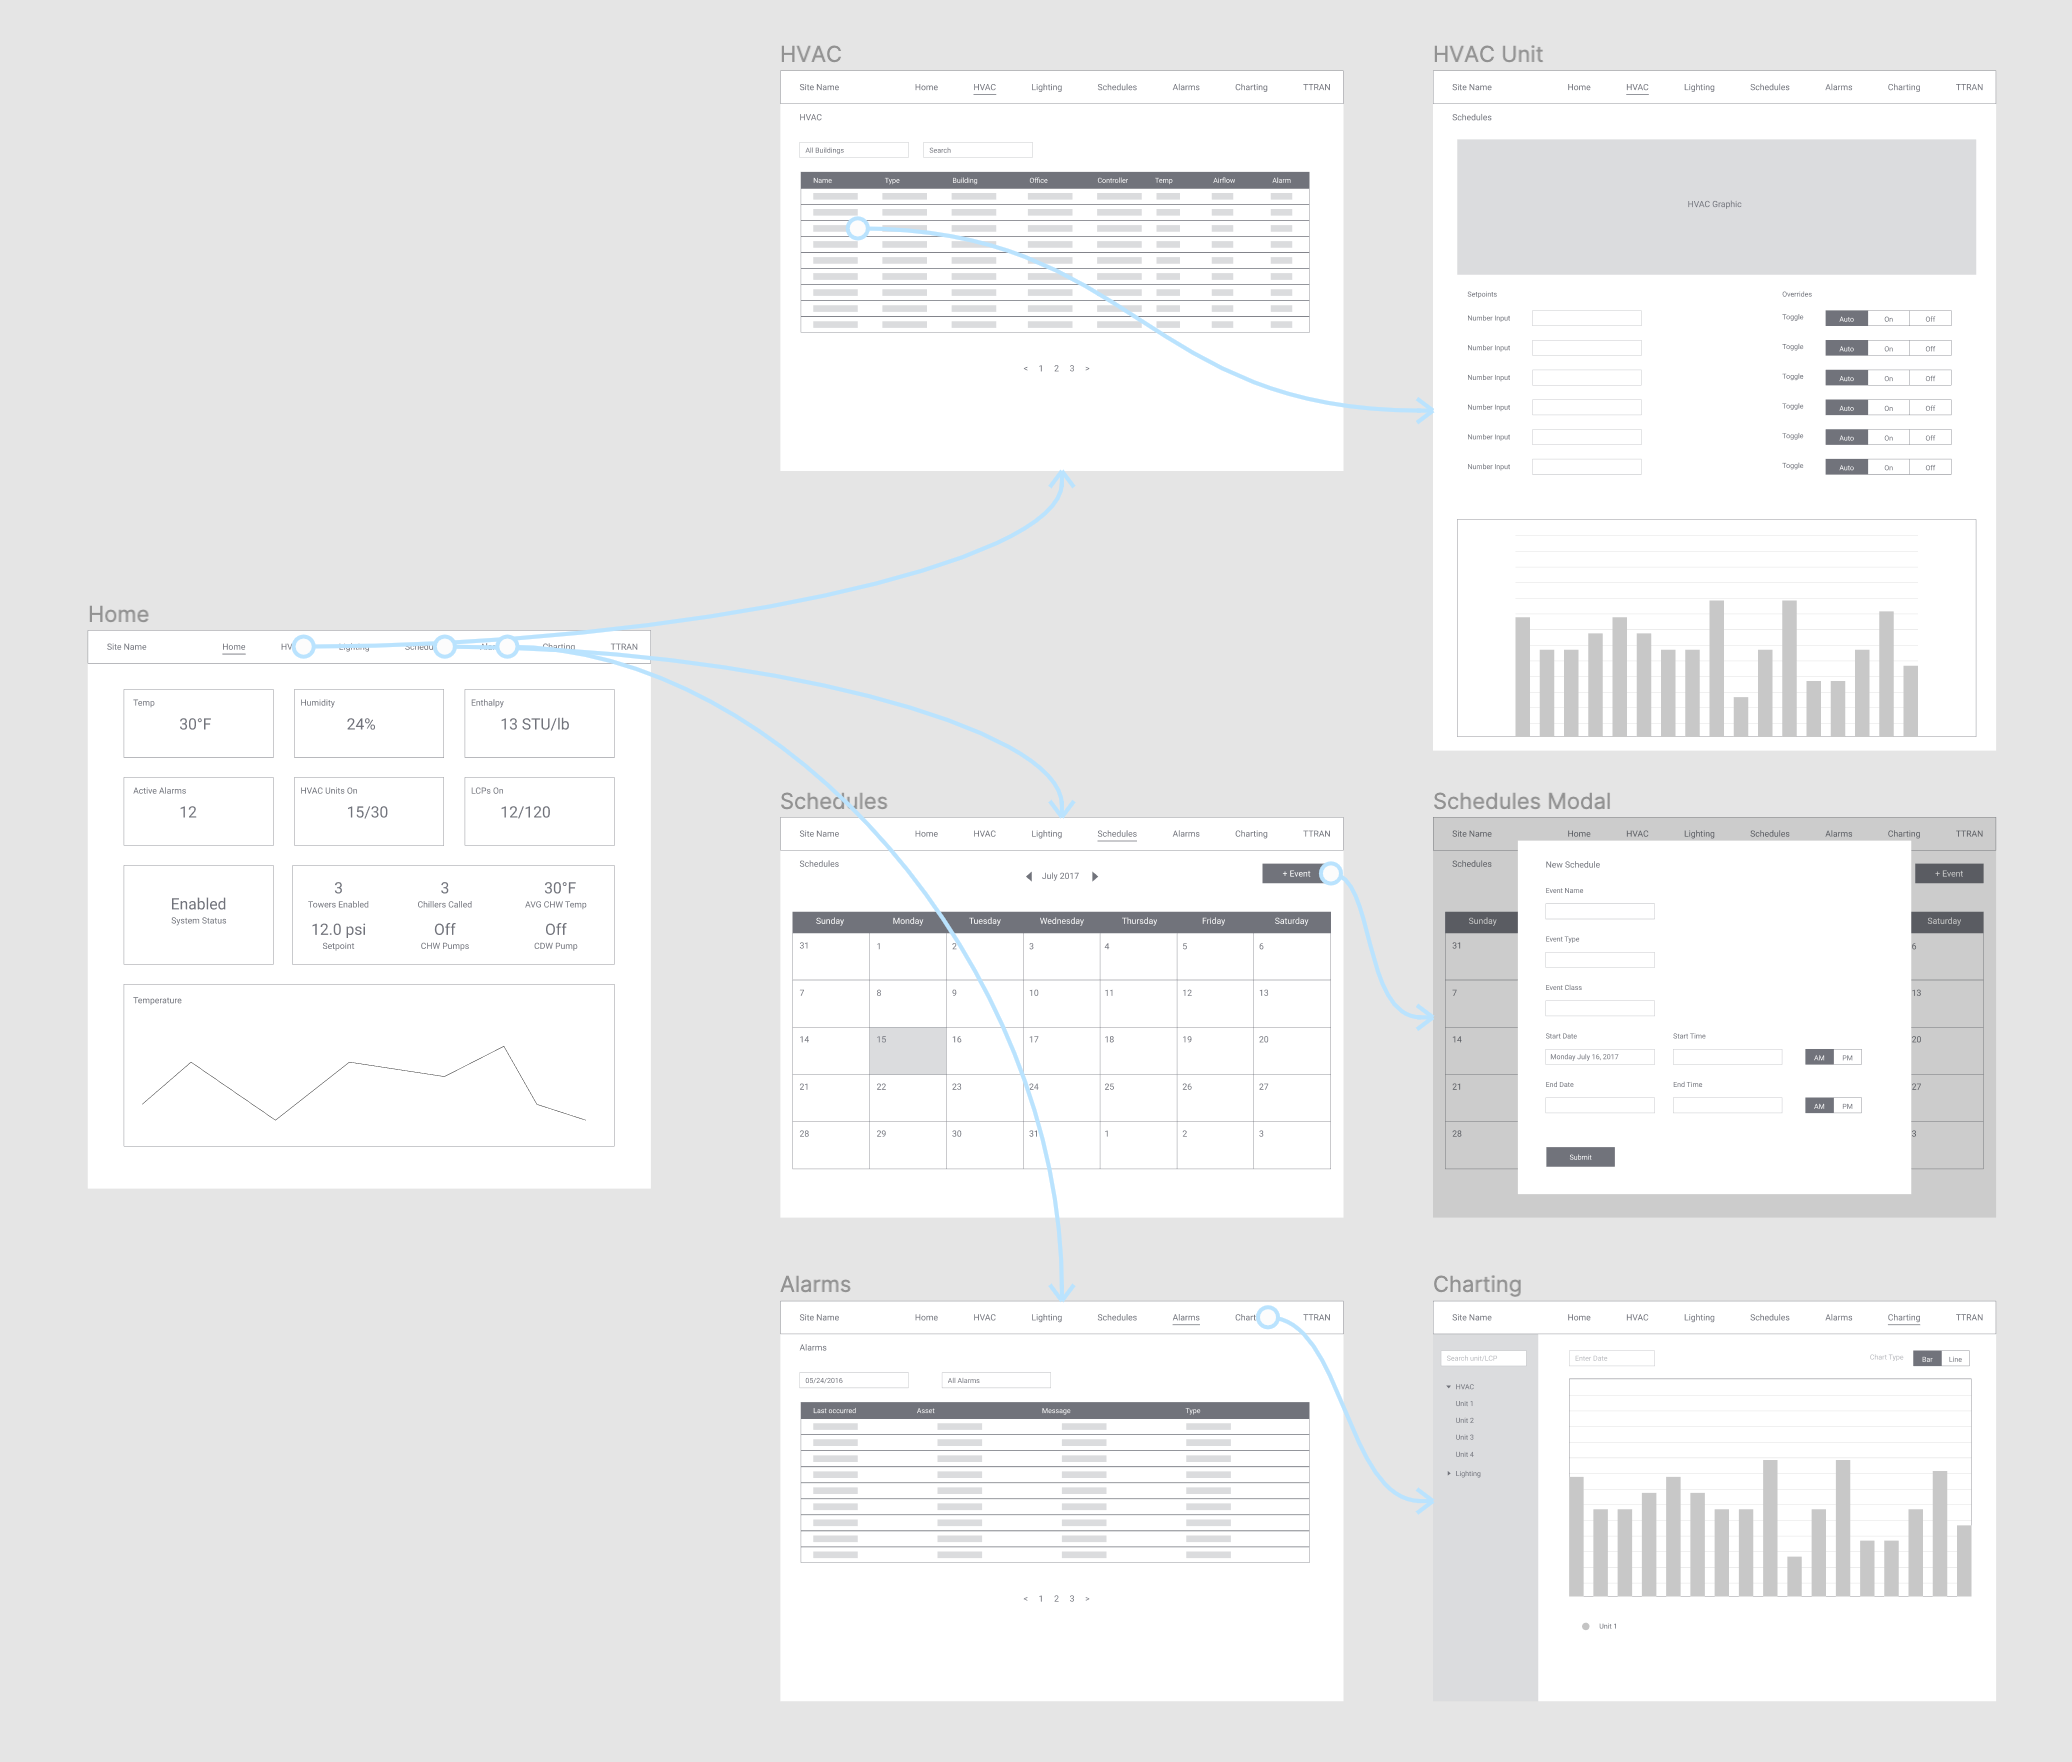 HVAC
Site Name Home HVAC Lighting Schedules Alarms Charting TTRAN
HVAC
All Buildings Search
Name Type Building Office Controller Temp Airflow Alarm
< 1 2 3 >
HVAC Unit
Site Name Home HVAC Lighting Schedules Alarms Charting TTRAN
Schedules
HVAC Graphic
Setpoints Overrides
Number Input Toggle Auto On Off
Number Input Toggle Auto On Off
Number Input Toggle Auto On Off
Number Input Toggle Auto On Off
Number Input Toggle Auto On Off
Number Input Toggle Auto On Off
Home
Site Name Home HV Lighting Schedu Ala Charting TTRAN
Temp Humidity Enthalpy
30°F 24% 13 STU/lb
Active Alarms HVAC Units On LCPs On
12 15/30 12/120
Enabled
System Status
3 3 30°F
Towers Enabled Chillers Called AVG CHW Temp
12.0 psi Off Off
Setpoint CHW Pumps CDW Pump
Temperature
Schedules
Site Name Home HVAC Lighting Schedules Alarms Charting TTRAN
Schedules
July 2017
+ Event
Sunday Monday Tuesday Wednesday Thursday Friday Saturday
31 1 2 3 4 5 6
7 8 9 10 11 12 13
14 15 16 17 18 19 20
21 22 23 24 25 26 27
28 29 30 31 1 2 3
Schedules Modal
Site Name Home HVAC Lighting Schedules Alarms Charting TTRAN
Schedules
+ Event
Sunday Saturday
31 6
7 13
14 20
21 27
28 3
New Schedule
Event Name
Event Type
Event Class
Start Date Start Time
Monday July 16, 2017 AM PM
End Date End Time
AM PM
Submit
Alarms
Site Name Home HVAC Lighting Schedules Alarms Chart TTRAN
Alarms
05/24/2016 All Alarms
Last occurred Asset Message Type
< 1 2 3 >
Charting
Site Name Home HVAC Lighting Schedules Alarms Charting TTRAN
Search unit/LCP
HVAC
Unit 1
Unit 2
Unit 3
Unit 4
Lighting
Enter Date Chart Type Bar Line
Unit 1